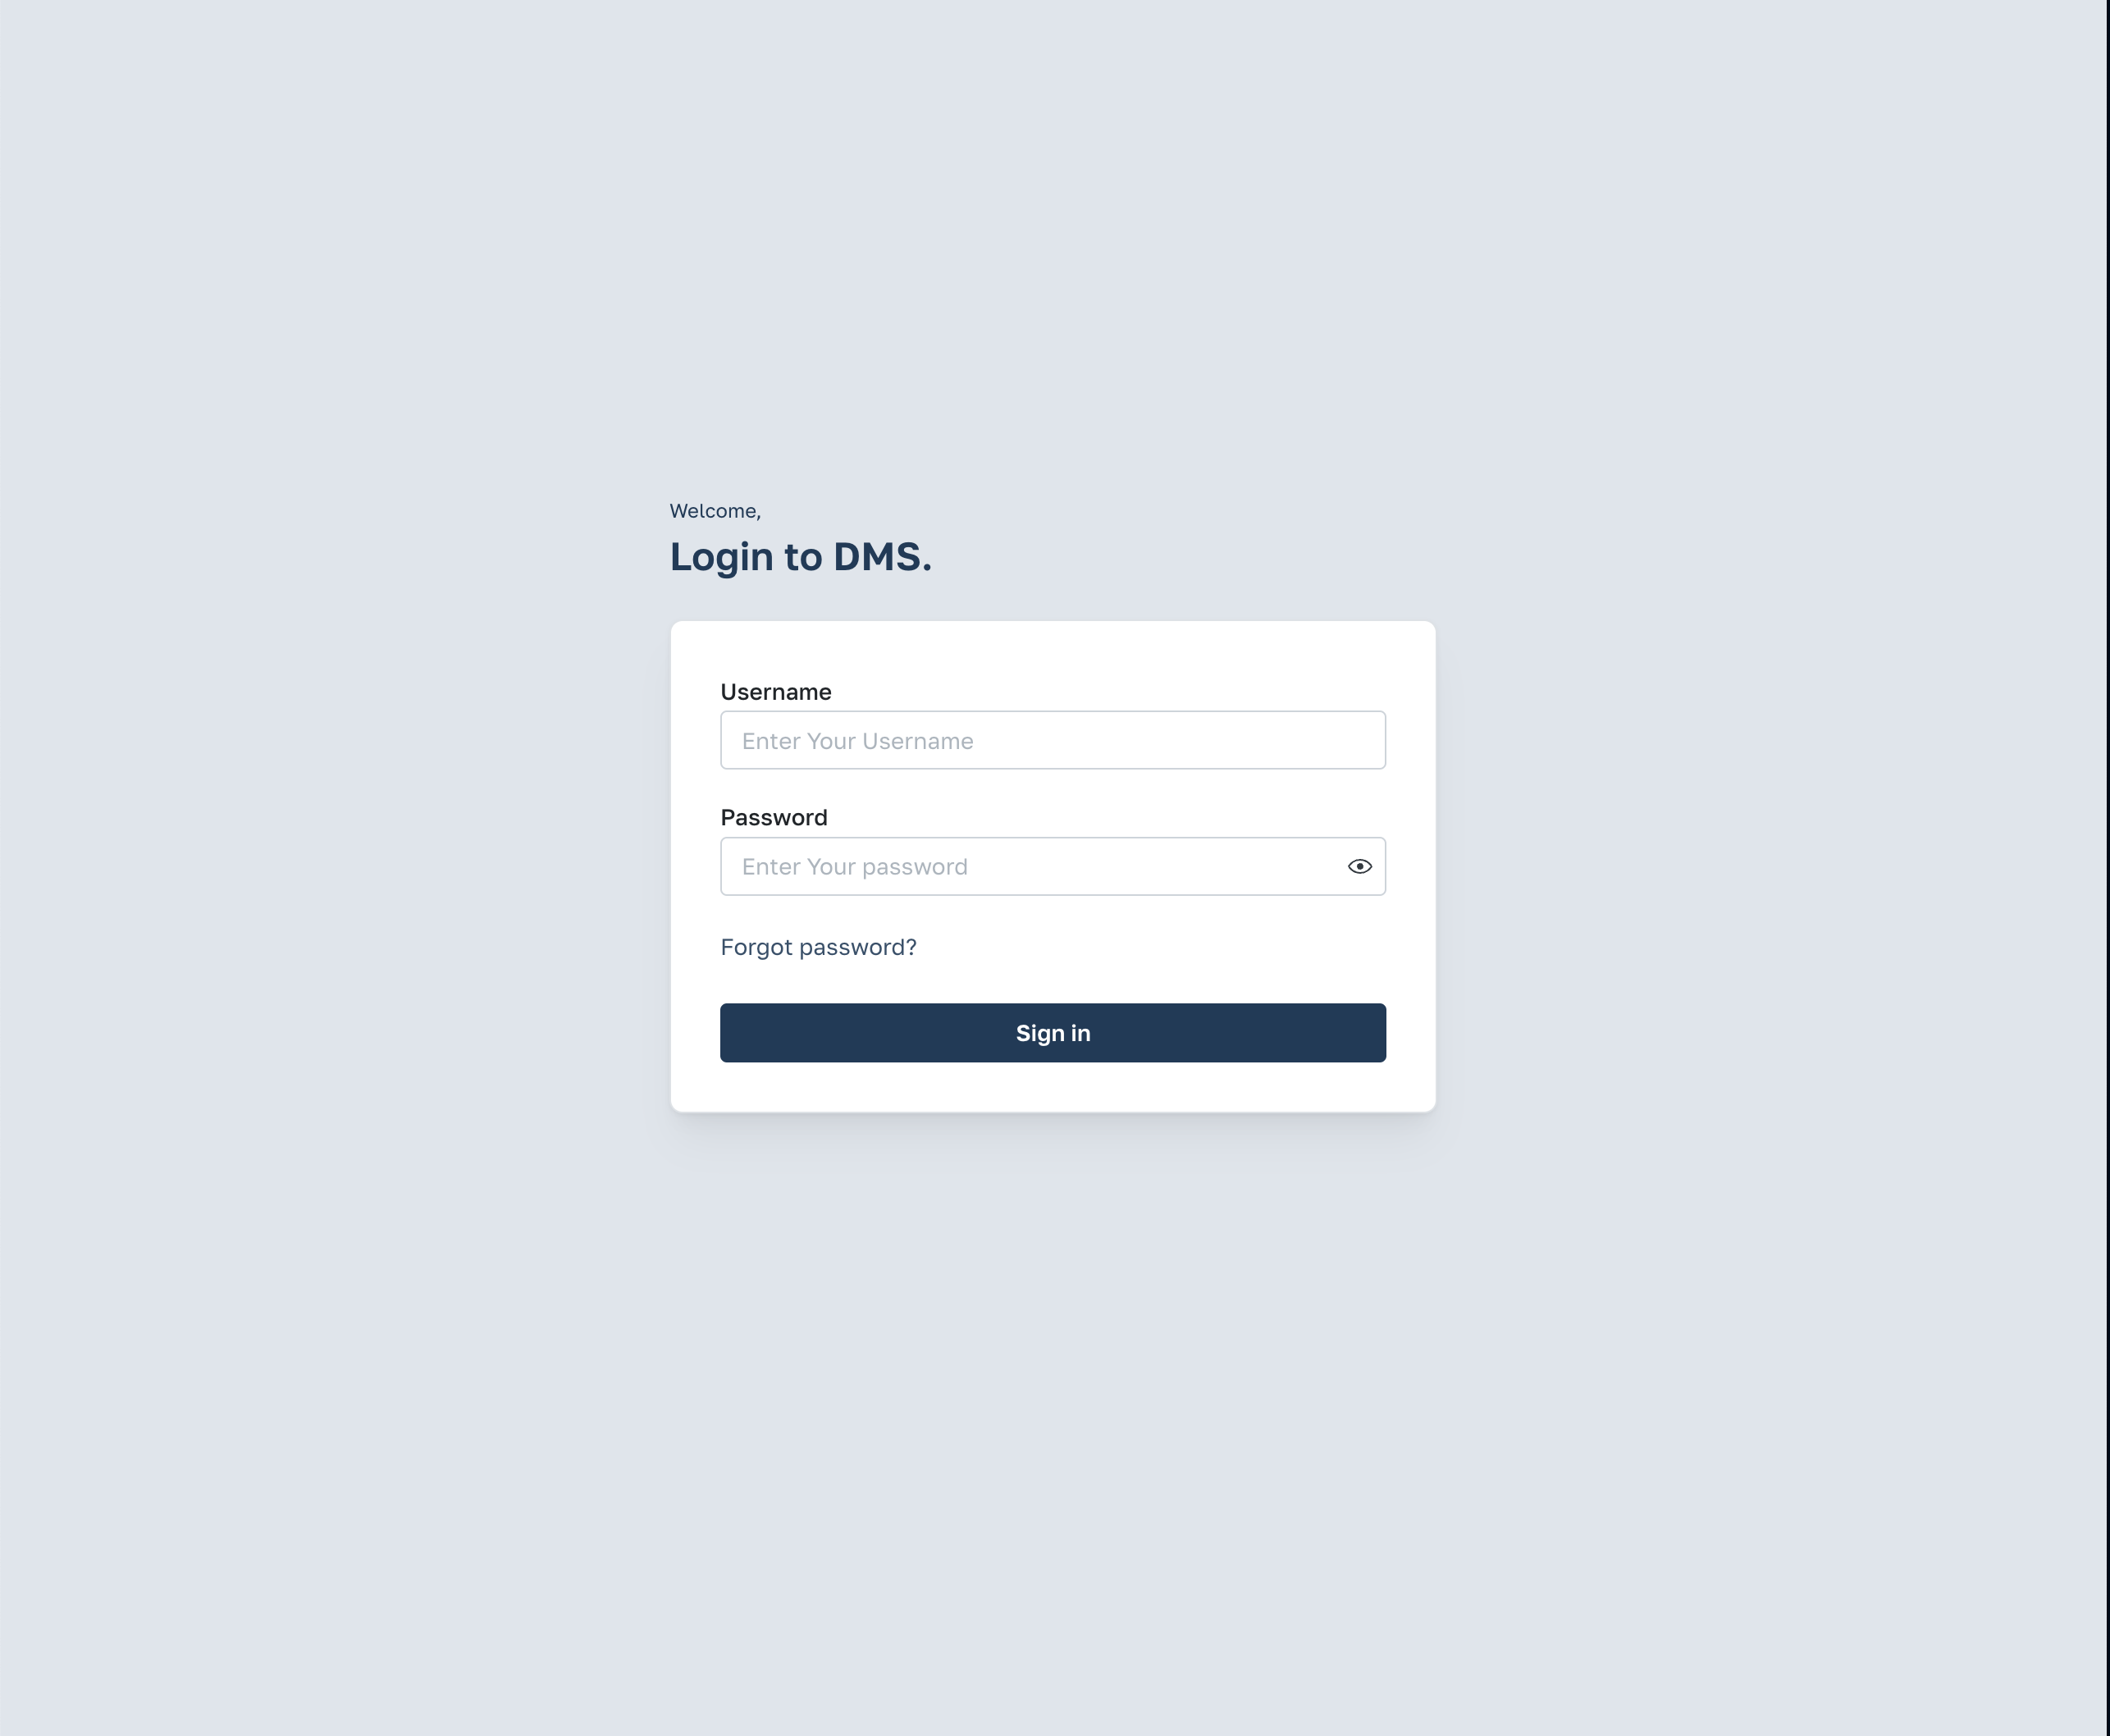 Welcome,
Login to DMS.
Username
Enter Your Username
Password
Enter Your password
Forgot password?
Sign in